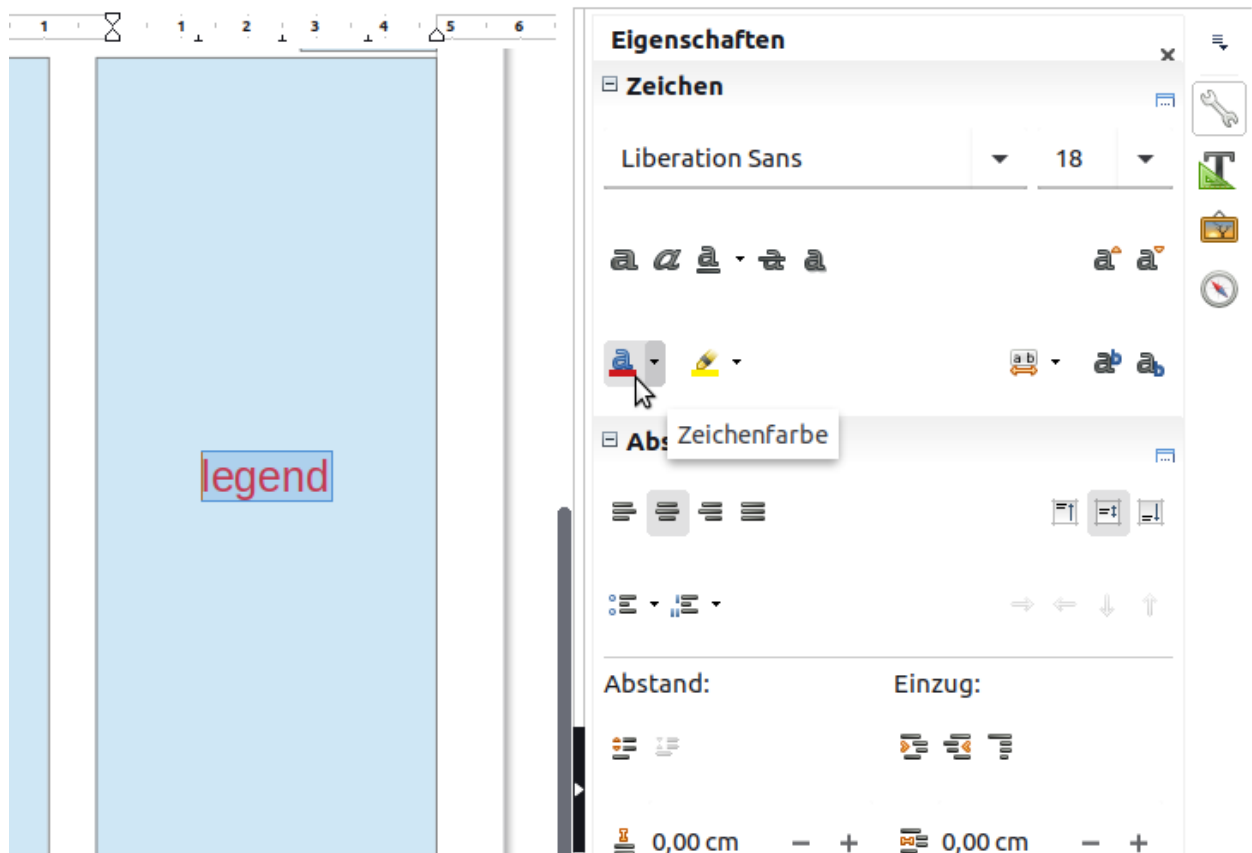 1 1 2 3 4 5 6
Eigenschaften
Zeichen
Liberation Sans 18
a a a a a a a
a a b a b a b
Zeichenfarbe
Abs
legend
Abstand: Einzug:
0,00 cm − + 0,00 cm − +